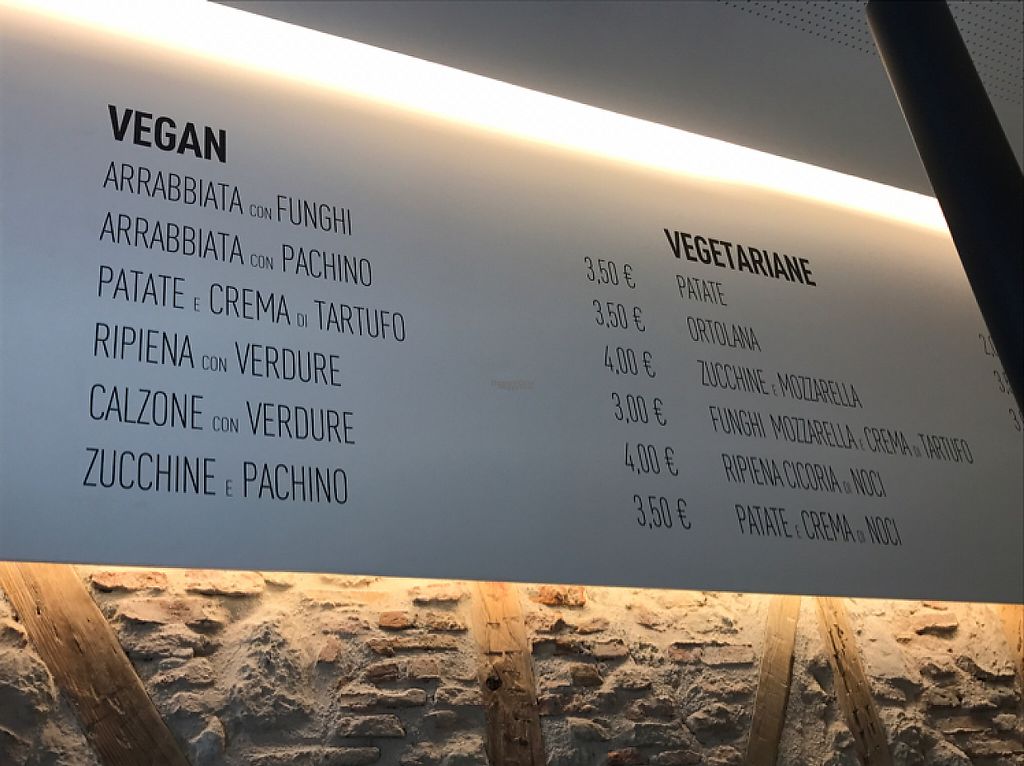 VEGAN
ARRABBIATA CON FUNGHI 3,50 €
ARRABBIATA CON PACHINO 3,50 €
PATATE E CREMA DI TARTUFO 4,00 €
RIPIENA CON VERDURE 3,00 €
CALZONE CON VERDURE 4,00 €
ZUCCHINE E PACHINO 3,50 €
VEGETARIANE
PATATE
ORTOLANA
ZUCCHINE E MOZZARELLA
FUNGHI MOZZARELLA E CREMA DI TARTUFO
RIPIENA CICORIA DI NOCI
PATATE E CREMA DI NOCI